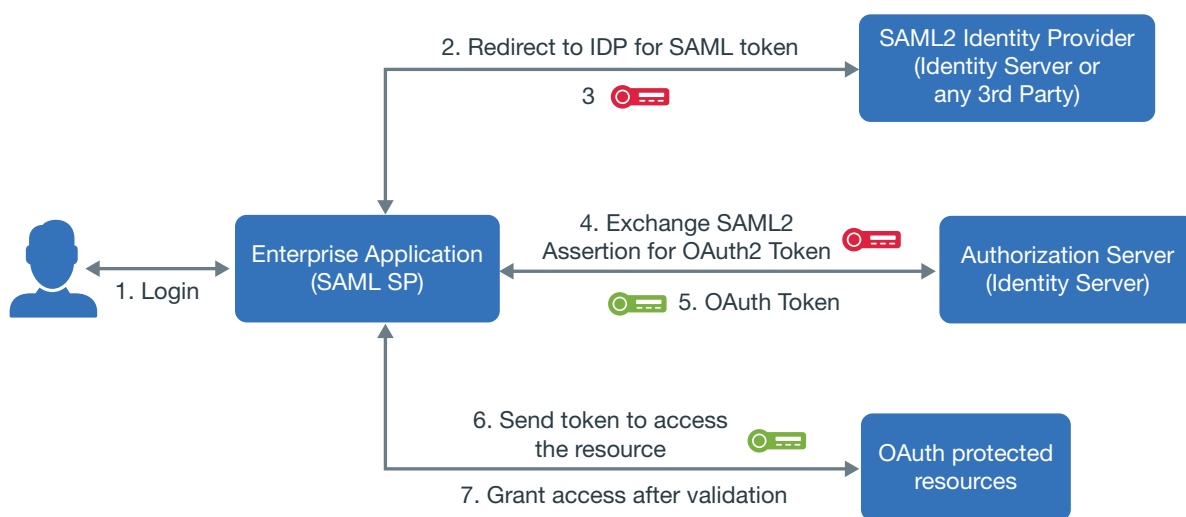 2. Redirect to IDP for SAML token
3
SAML2 Identity Provider
(Identity Server or
any 3rd Party)
1. Login
Enterprise Application
(SAML SP)
4. Exchange SAML2
Assertion for OAuth2 Token
5. OAuth Token
Authorization Server
(Identity Server)
6. Send token to access
the resource
7. Grant access after validation
OAuth protected
resources